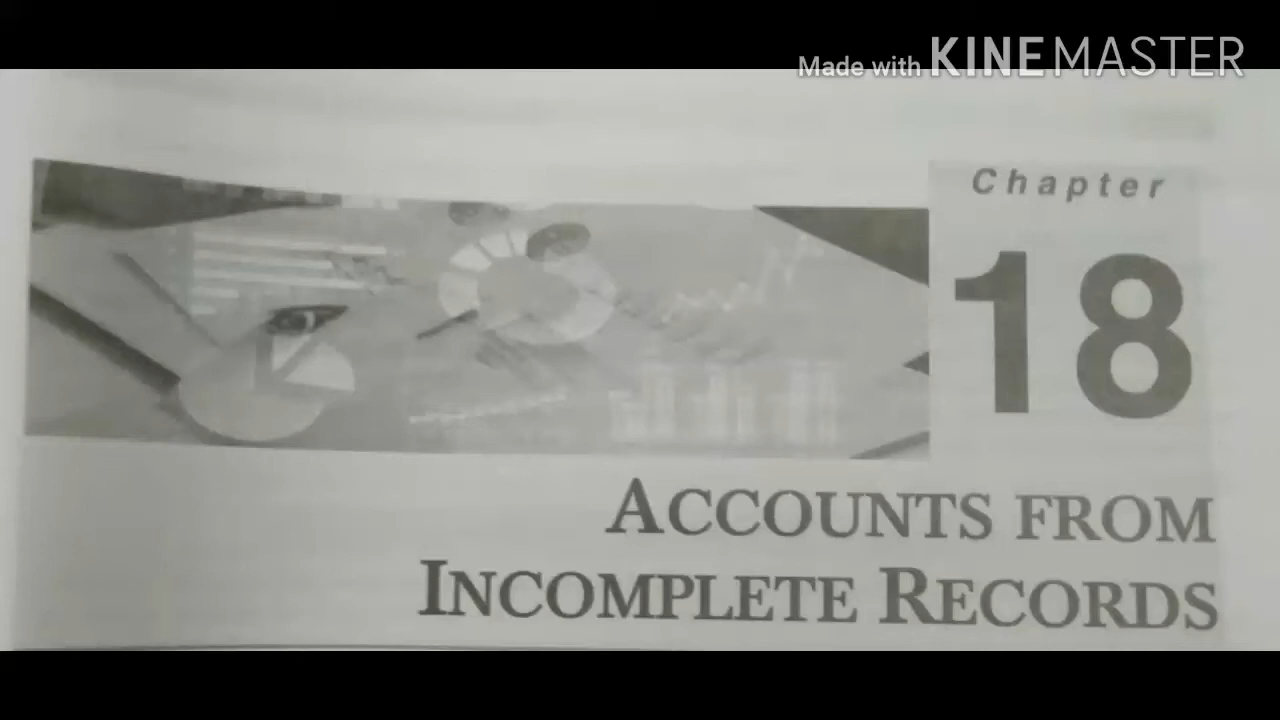 Made with KINEMASTER
Chapter
18
ACCOUNTS FROM
INCOMPLETE RECORDS